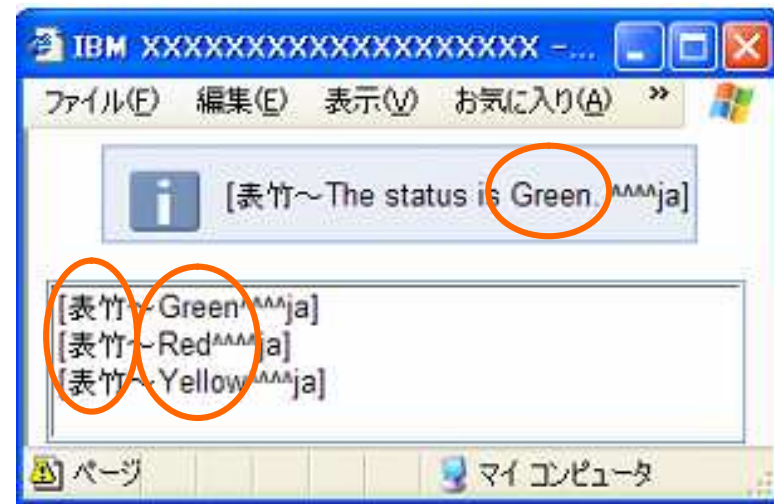 IBM XXXXXXXXXXXXXXXXXXXX -...
ファイル(F) 編集(E) 表示(V) お気に入り(A) »
[表竹～The status is Green. ^^^^ja]
[表竹～Green^^^^ja]
[表竹～Red^^^^ja]
[表竹～Yellow^^^^ja]
ページ マイ コンピュータ